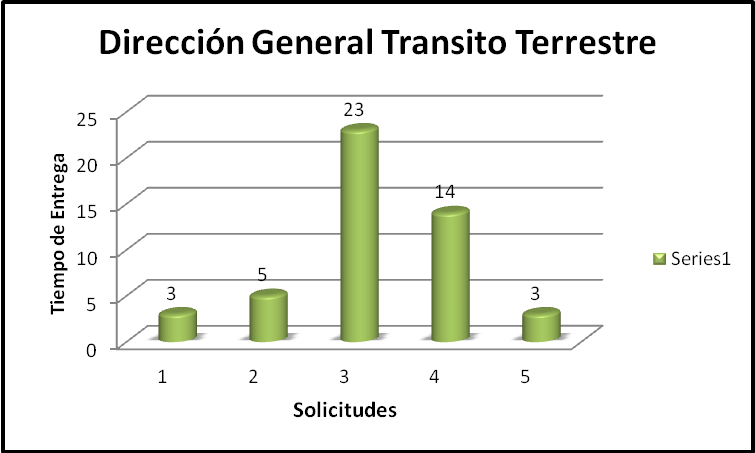 Dirección General Transito Terrestre
25
20
15
10
5
0
Tiempo de Entrega
3
5
23
14
3
1 2 3 4 5
Solicitudes
Series1